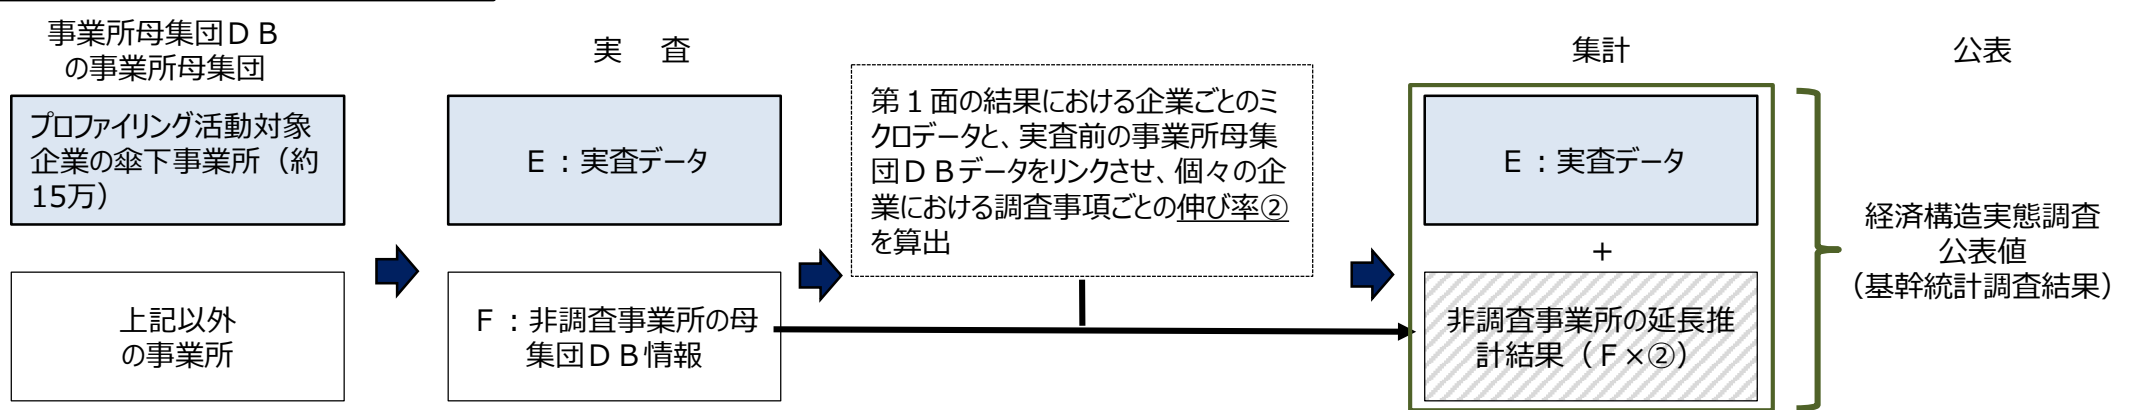 事業所母集団ＤＢ
の事業所母集団
実　査
集計
公表
プロファイリング活動対象
企業の傘下事業所（約
15万）
Ｅ：実査データ
第１面の結果における企業ごとのミ
クロデータと、実査前の事業所母集
団ＤＢデータをリンクさせ、個々の企
業における調査事項ごとの伸び率②
を算出
Ｅ：実査データ
＋
経済構造実態調査
公表値
（基幹統計調査結果）
上記以外
の事業所
Ｆ：非調査事業所の母
集団ＤＢ情報
非調査事業所の延長推
計結果（Ｆ×②）